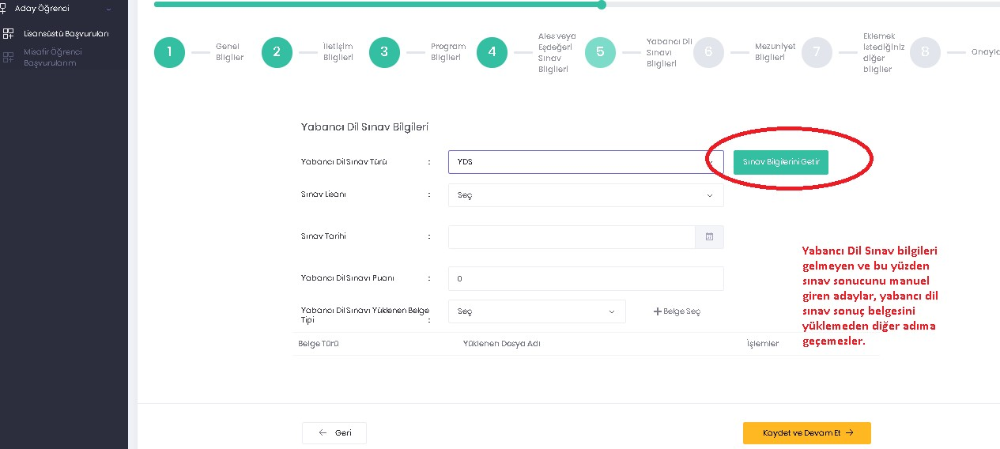 Aday Öğrenci
Lisansüstü Başvuruları
Misafir Öğrenci
Başvurularım
1
Genel
Bilgiler
2
İletişim
Bilgileri
3
Program
Bilgileri
4
Ales veya
Eşdeğeri
Sınav
Bilgileri
5
Yabancı Dil
Sınavı
Bilgileri
6
Mezuniyet
Bilgileri
7
Eklemek
İstediğiniz
diğer
bilgiler
8
Yabancı Dil Sınav Bilgileri
Yabancı Dil Sınav Türü : YDS Sınav Bilgilerini Getir
Sınav Lisanı : Seç
Sınav Tarihi :
Yabancı Dil Sınavı Puanı : 0
Yabancı Dil Sınavı Yüklenen Belge
Tipi : Seç + Belge Seç
Belge Türü Yüklenen Dosya Adı İşlemler
Yabancı Dil Sınav bilgileri
gelmeyen ve bu yüzden
sınav sonucunu manuel
giren adaylar, yabancı dil
sınav sonuç belgesini
yüklemeden diğer adıma
geçemezler.
← Geri
Kaydet ve Devam Et →